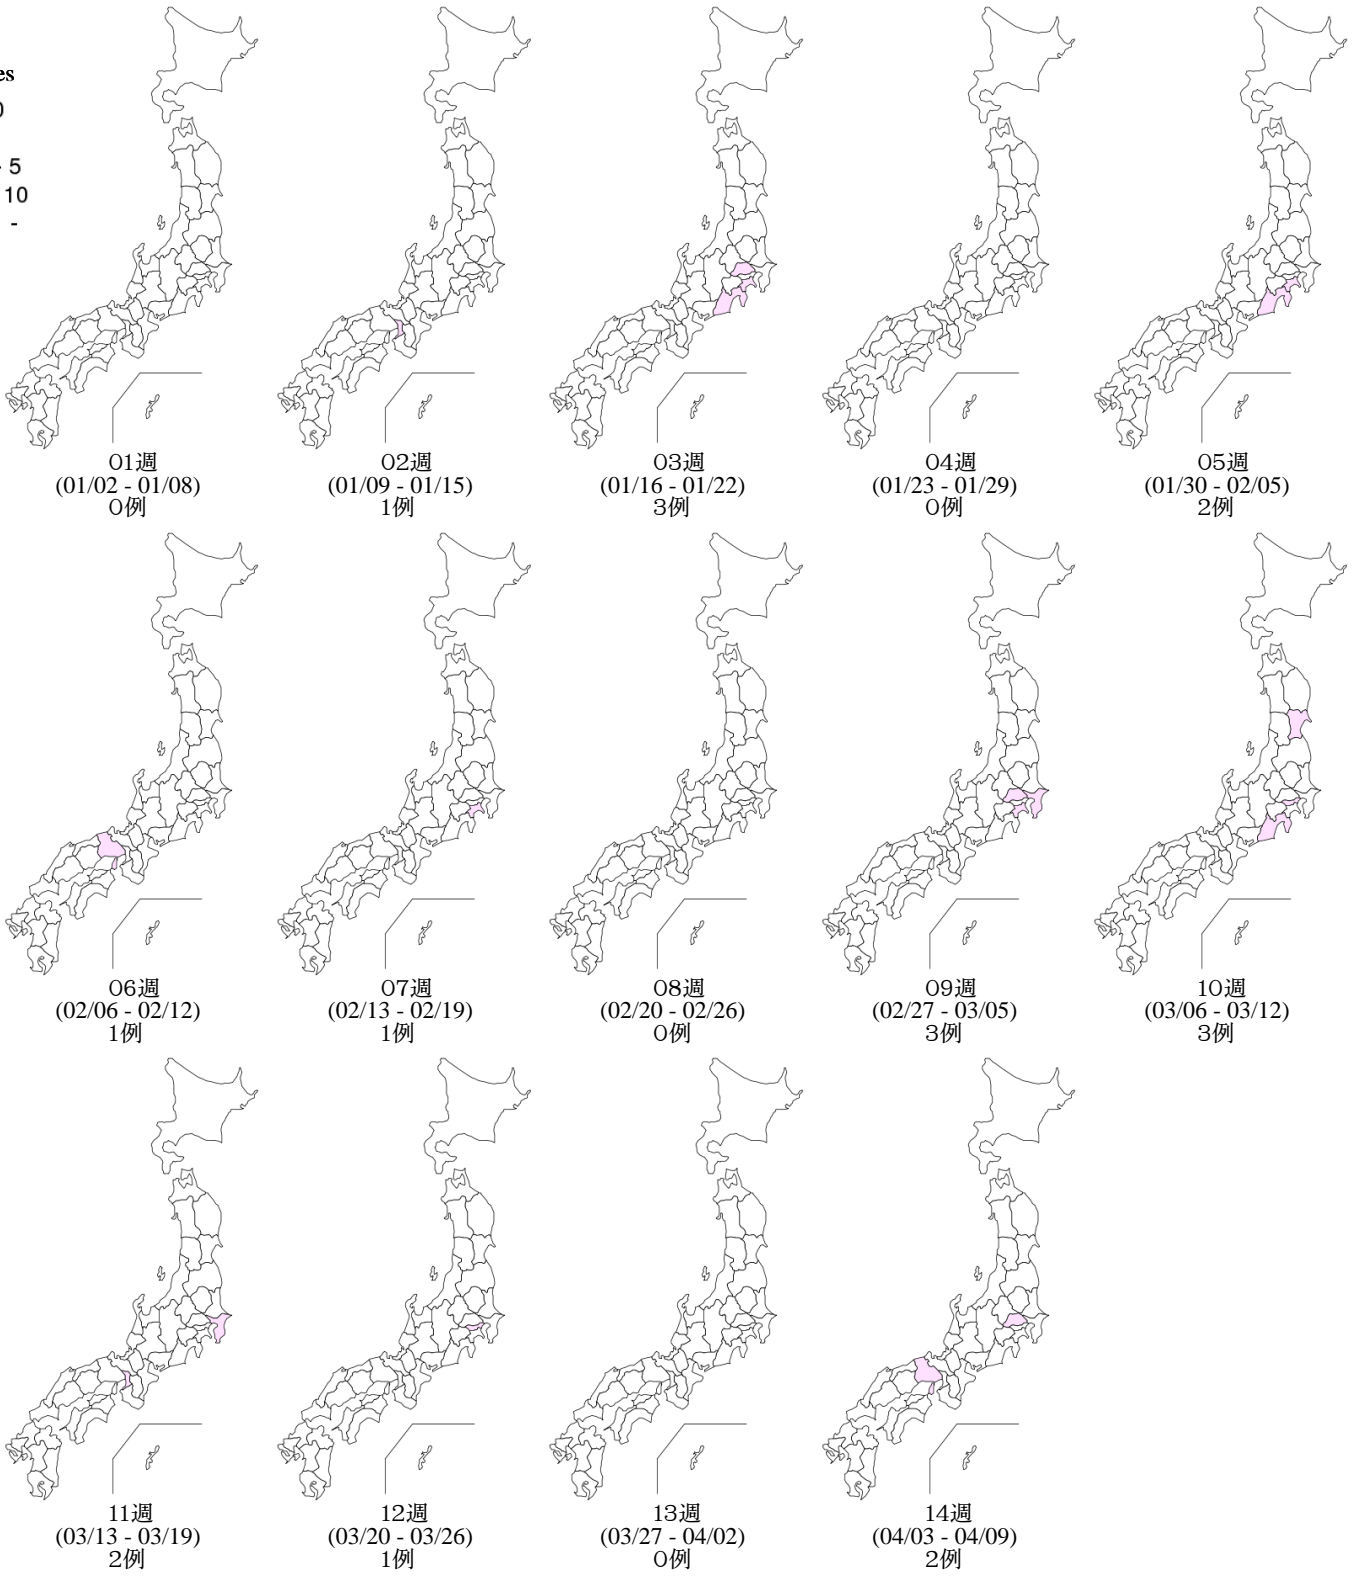 es
0
- 5
10
-
01週
(01/02 - 01/08)
0例
02週
(01/09 - 01/15)
1例
03週
(01/16 - 01/22)
3例
04週
(01/23 - 01/29)
0例
05週
(01/30 - 02/05)
2例
06週
(02/06 - 02/12)
1例
07週
(02/13 - 02/19)
1例
08週
(02/20 - 02/26)
0例
09週
(02/27 - 03/05)
3例
10週
(03/06 - 03/12)
3例
11週
(03/13 - 03/19)
2例
12週
(03/20 - 03/26)
1例
13週
(03/27 - 04/02)
0例
14週
(04/03 - 04/09)
2例